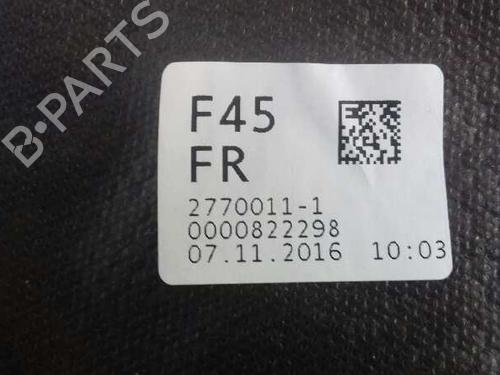 B-PARTS
F45
FR
2770011-1
0000822298
07.11.2016 10:03